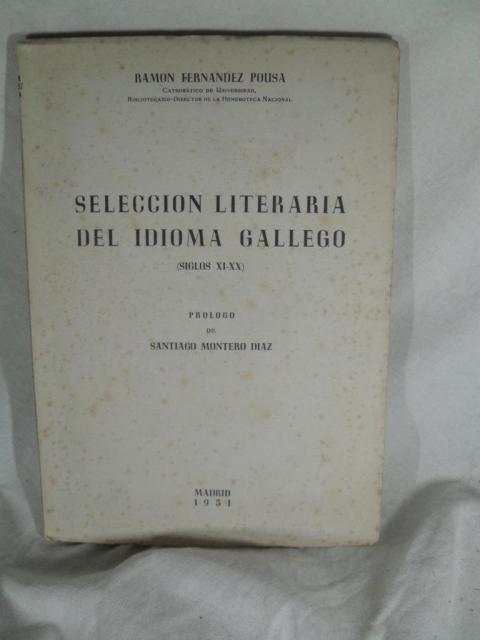 RAMON FERNANDEZ POUSA
CATEDRÁTICO DE UNIVERSIDAD,
BIBLIOTECARIO-DIRECTOR DE LA HEMEROTECA NACIONAL
SELECCION LITERARIA
DEL IDIOMA GALLEGO
(SIGLOS XI-XX)
PROLOGO
DE
SANTIAGO MONTERO DIAZ
MADRID
1951